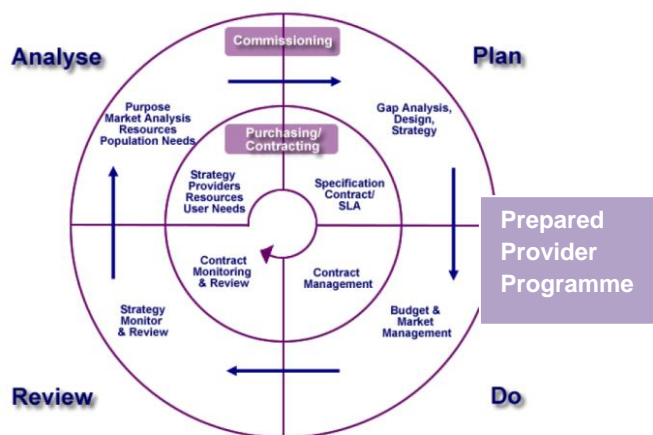 Analyse
Commissioning
Plan
Purpose
Market Analysis
Resources
Population Needs
Gap Analysis,
Design,
Strategy
Purchasing/
Contracting
Strategy
Providers
Resources
User Needs
Specification
Contract/
SLA
Prepared
Provider
Programme
Contract
Monitoring
& Review
Contract
Management
Strategy
Monitor
& Review
Budget &
Market
Management
Review
Do